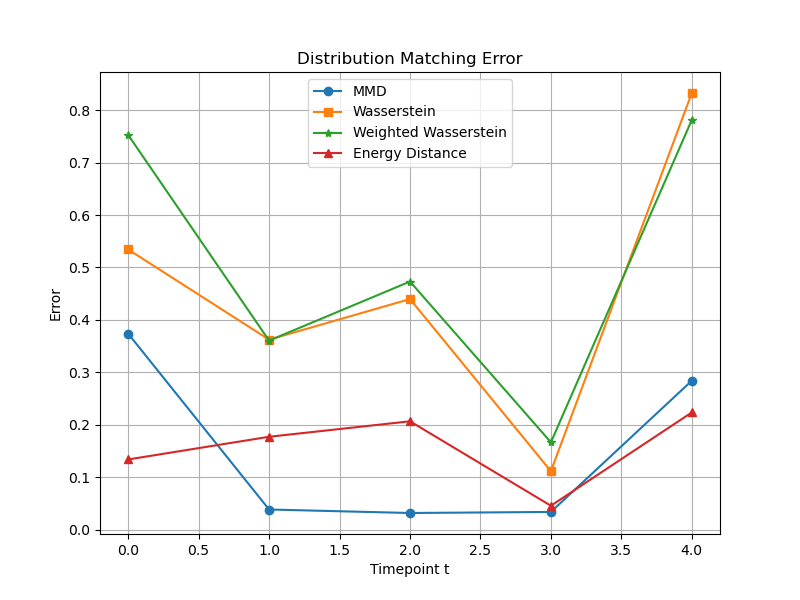 Distribution Matching Error
MMD
Wasserstein
Weighted Wasserstein
Energy Distance
Error
0.8
0.7
0.6
0.5
0.4
0.3
0.2
0.1
0.0
0.0 0.5 1.0 1.5 2.0 2.5 3.0 3.5 4.0
Timepoint t